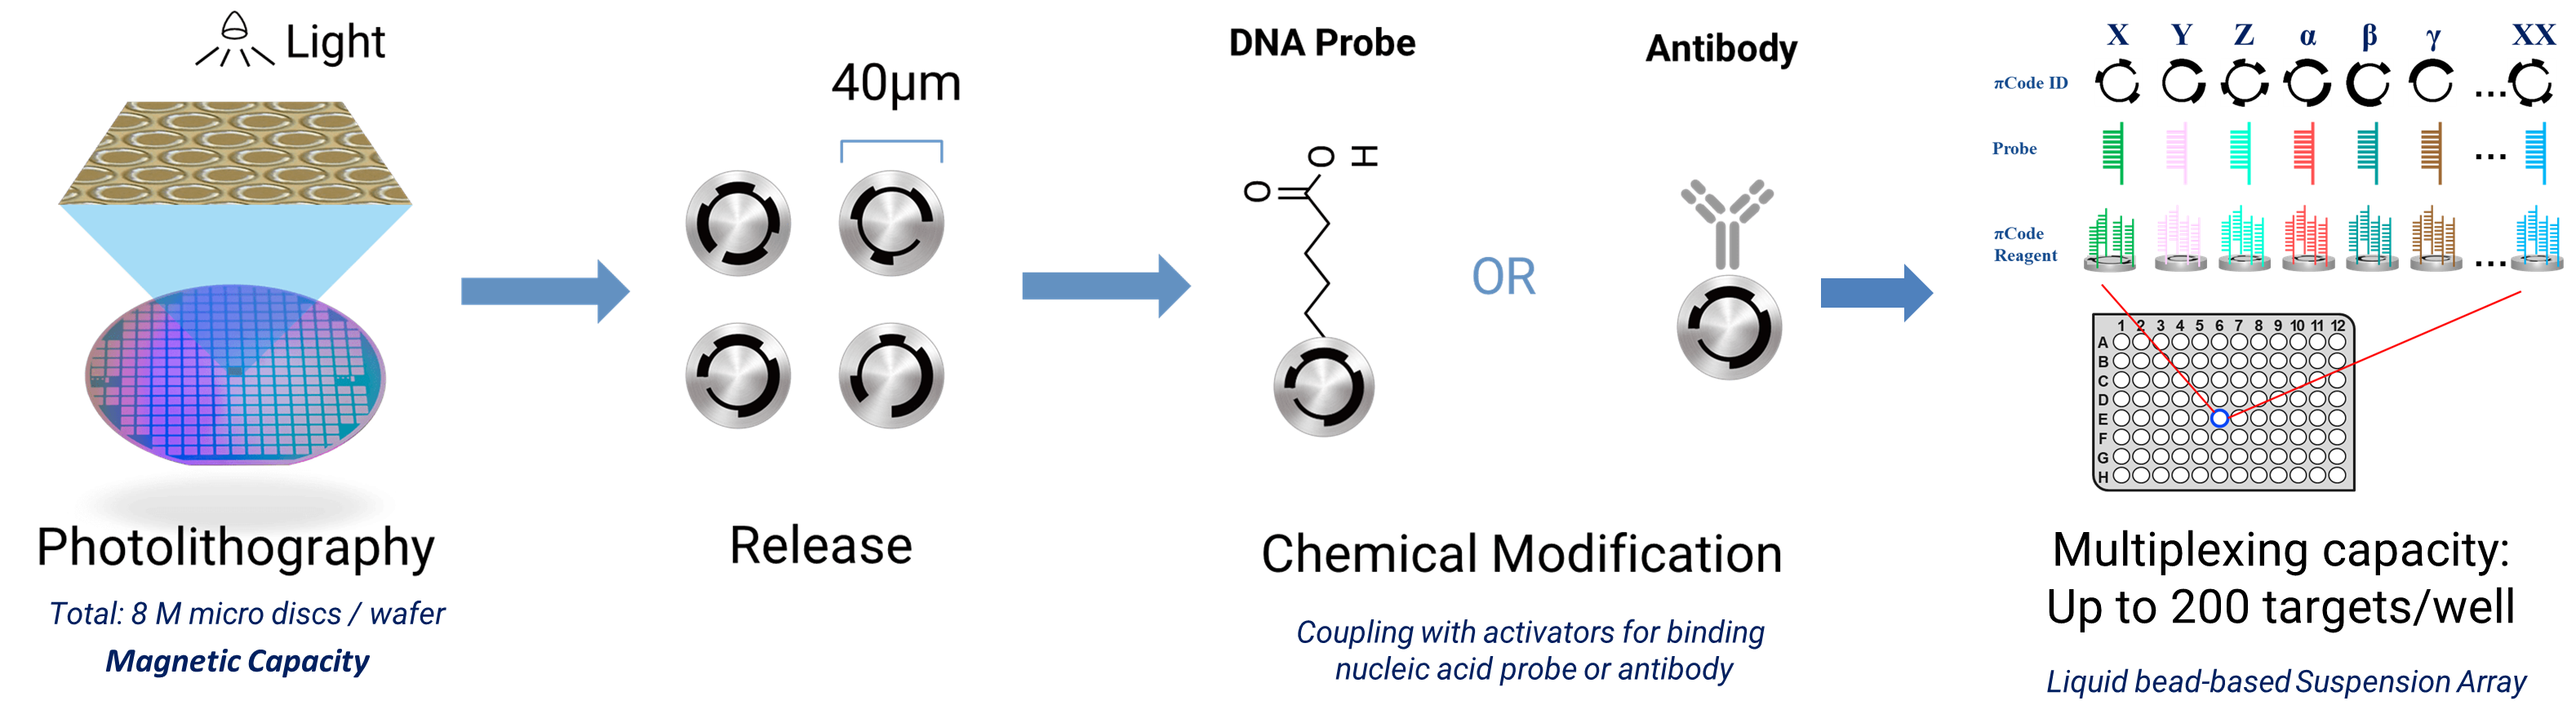 Light
Photolithography
Total: 8 M micro discs / wafer
Magnetic Capacity
40µm
Release
DNA Probe
O H
O
OR
Antibody
Chemical Modification
Coupling with activators for binding
nucleic acid probe or antibody
X Y Z α β γ XX
πCode ID ...
Probe ...
πCode
Reagent ...
1 2 3 4 5 6 7 8 9 10 11 12
A
B
C
D
E
F
G
H
Multiplexing capacity:
Up to 200 targets/well
Liquid bead-based Suspension Array